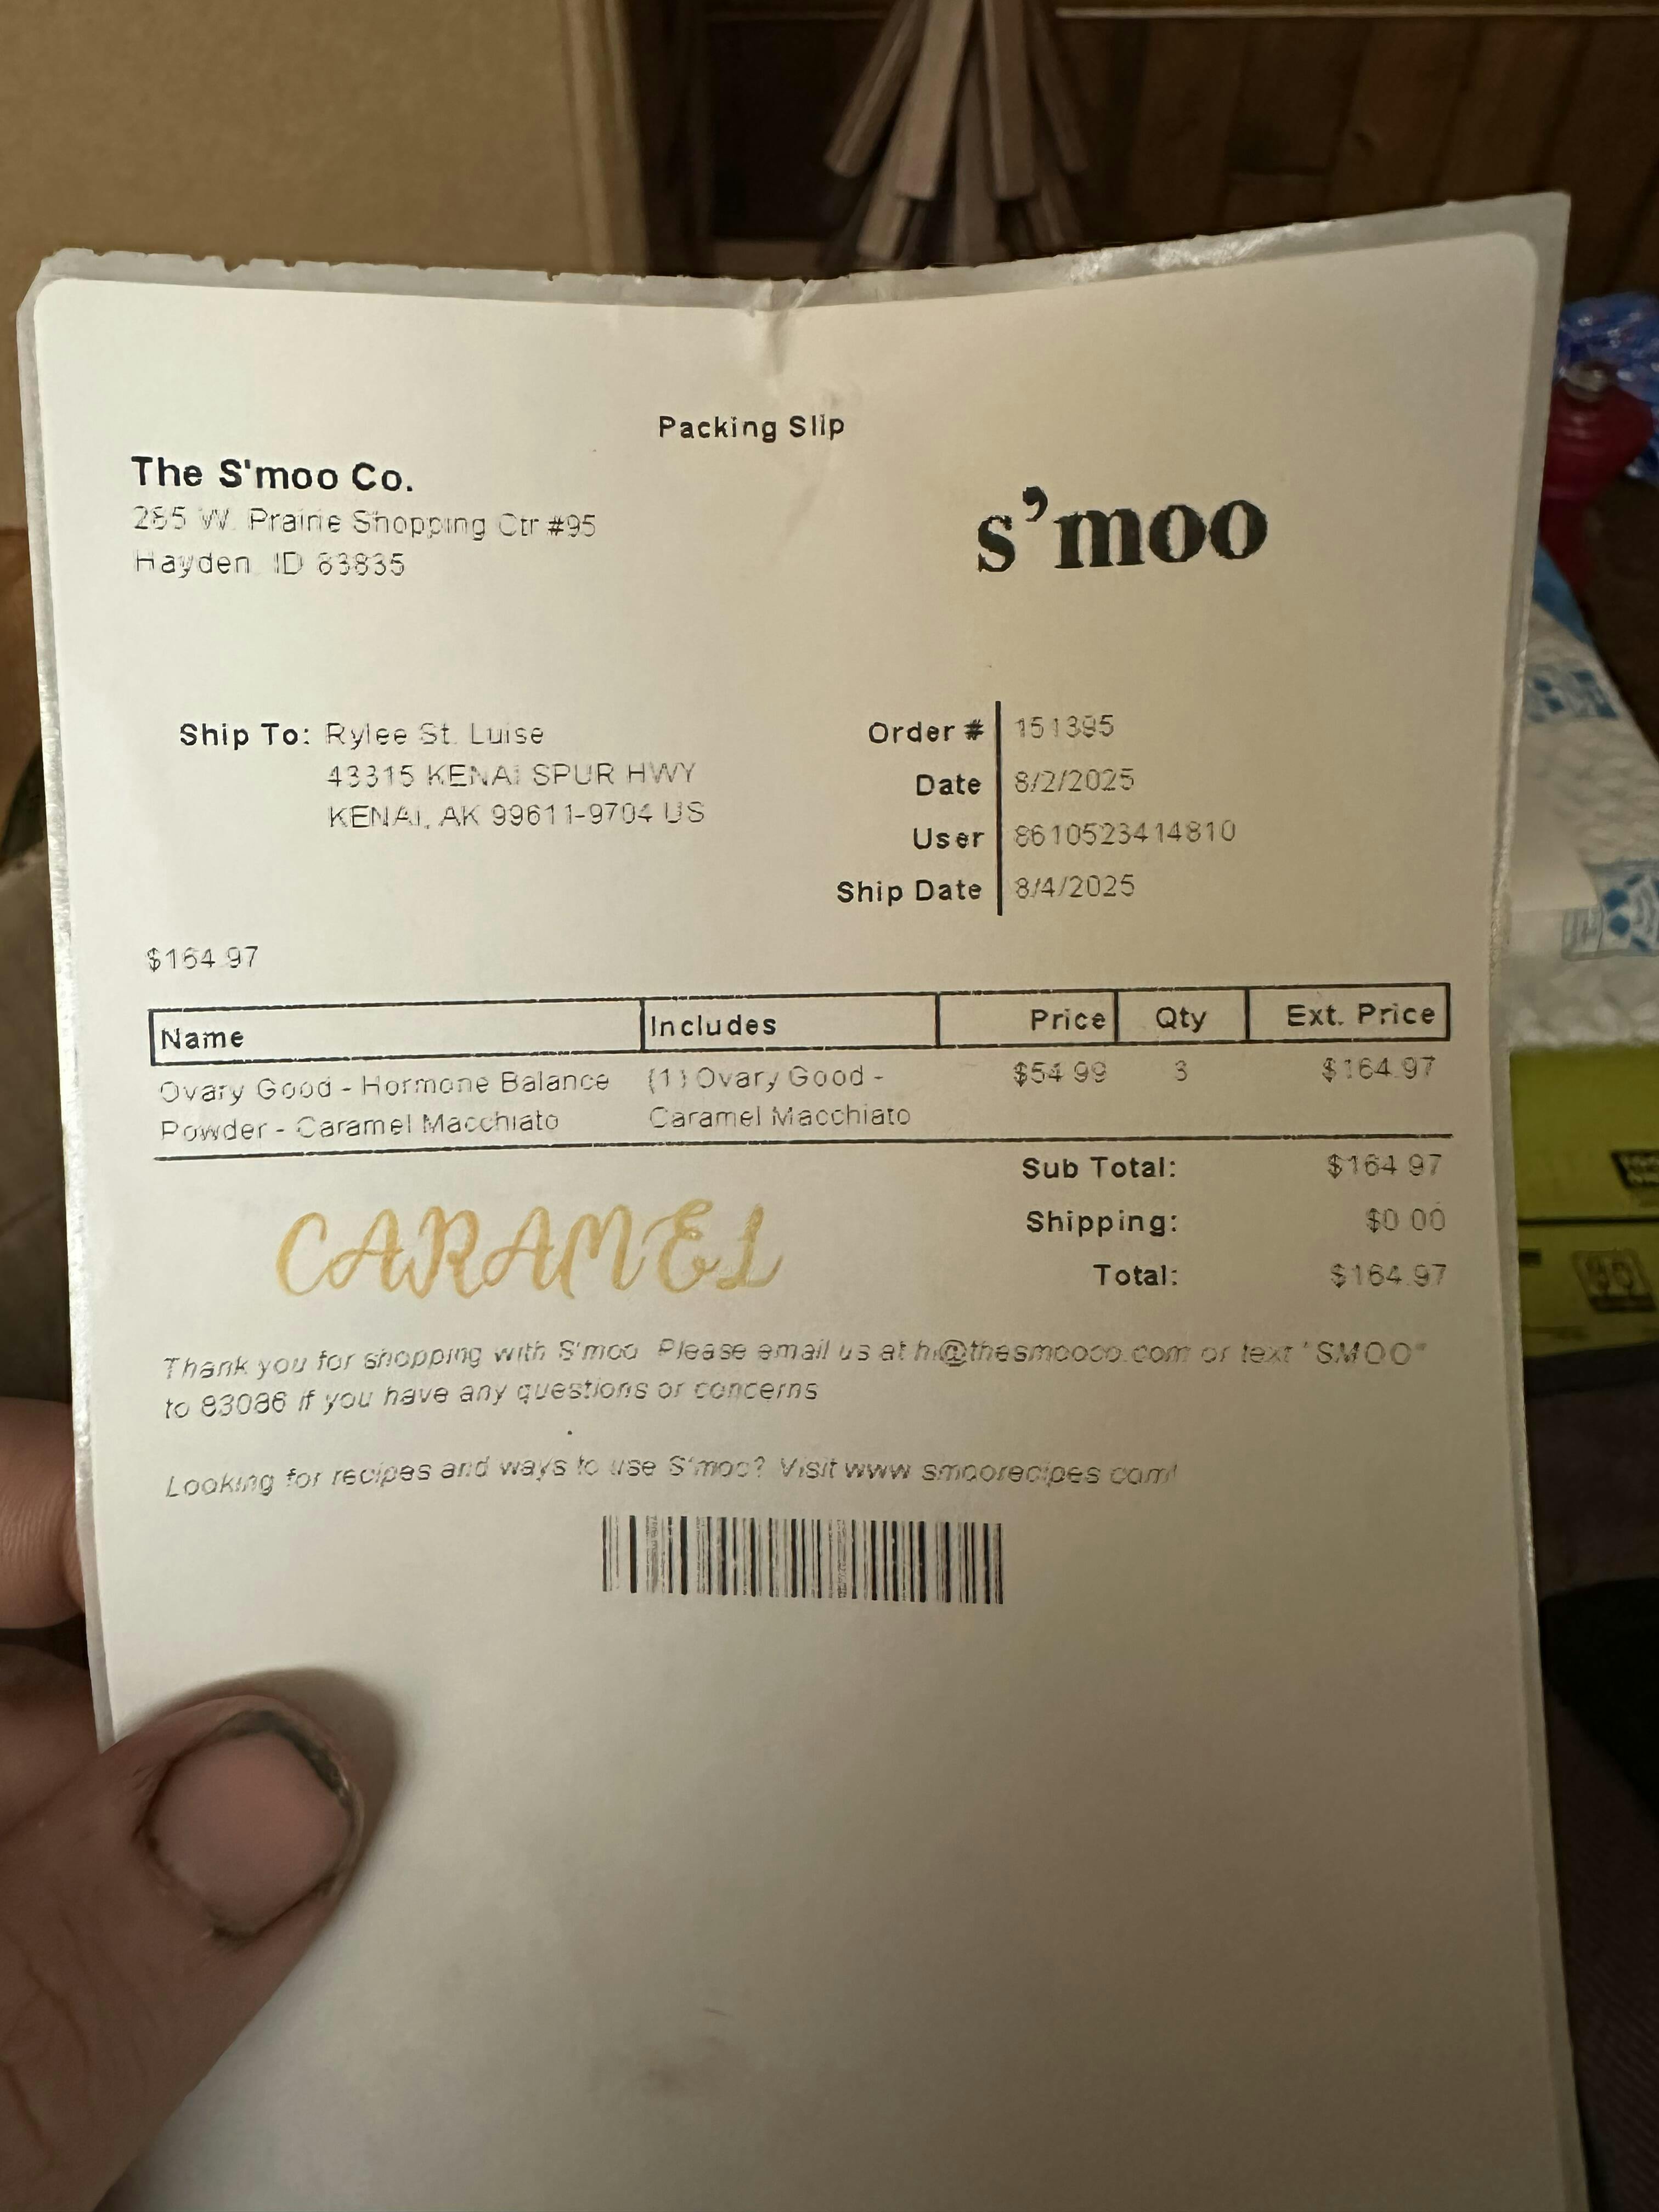 Packing Slip
The S'moo Co.
285 W. Prairie Shopping Ctr #95
Hayden, ID 83835
s'moo
Ship To: Rylee St. Luise
43315 KENAI SPUR HWY
KENAI, AK 99611-9704 US
Order # 151395
Date 8/2/2025
User 8610523414810
Ship Date 8/4/2025
$164.97
Name Includes Price Qty Ext. Price
Ovary Good - Hormone Balance (1) Ovary Good - $54.99 3 $164.97
Powder - Caramel Macchiato Caramel Macchiato
Sub Total: $164.97
Shipping: $0.00
Total: $164.97
CARAMEL
Thank you for shopping with S'moo. Please email us at hi@thesmooco.com or text "SMOO"
to 83086 if you have any questions or concerns
Looking for recipes and ways to use S'moo? Visit www.smoorecipes.com!